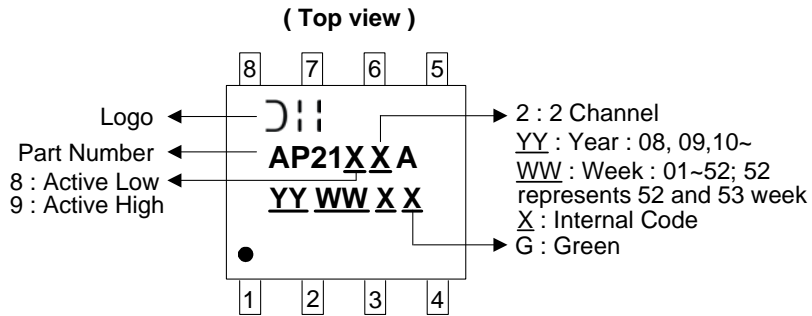 ( Top view )
8 7 6 5
Logo
Part Number
8 : Active Low
9 : Active High
AP21X X A
YY WW X X
2 : 2 Channel
YY : Year : 08, 09,10~
WW : Week : 01~52; 52
represents 52 and 53 week
X : Internal Code
G : Green
1 2 3 4